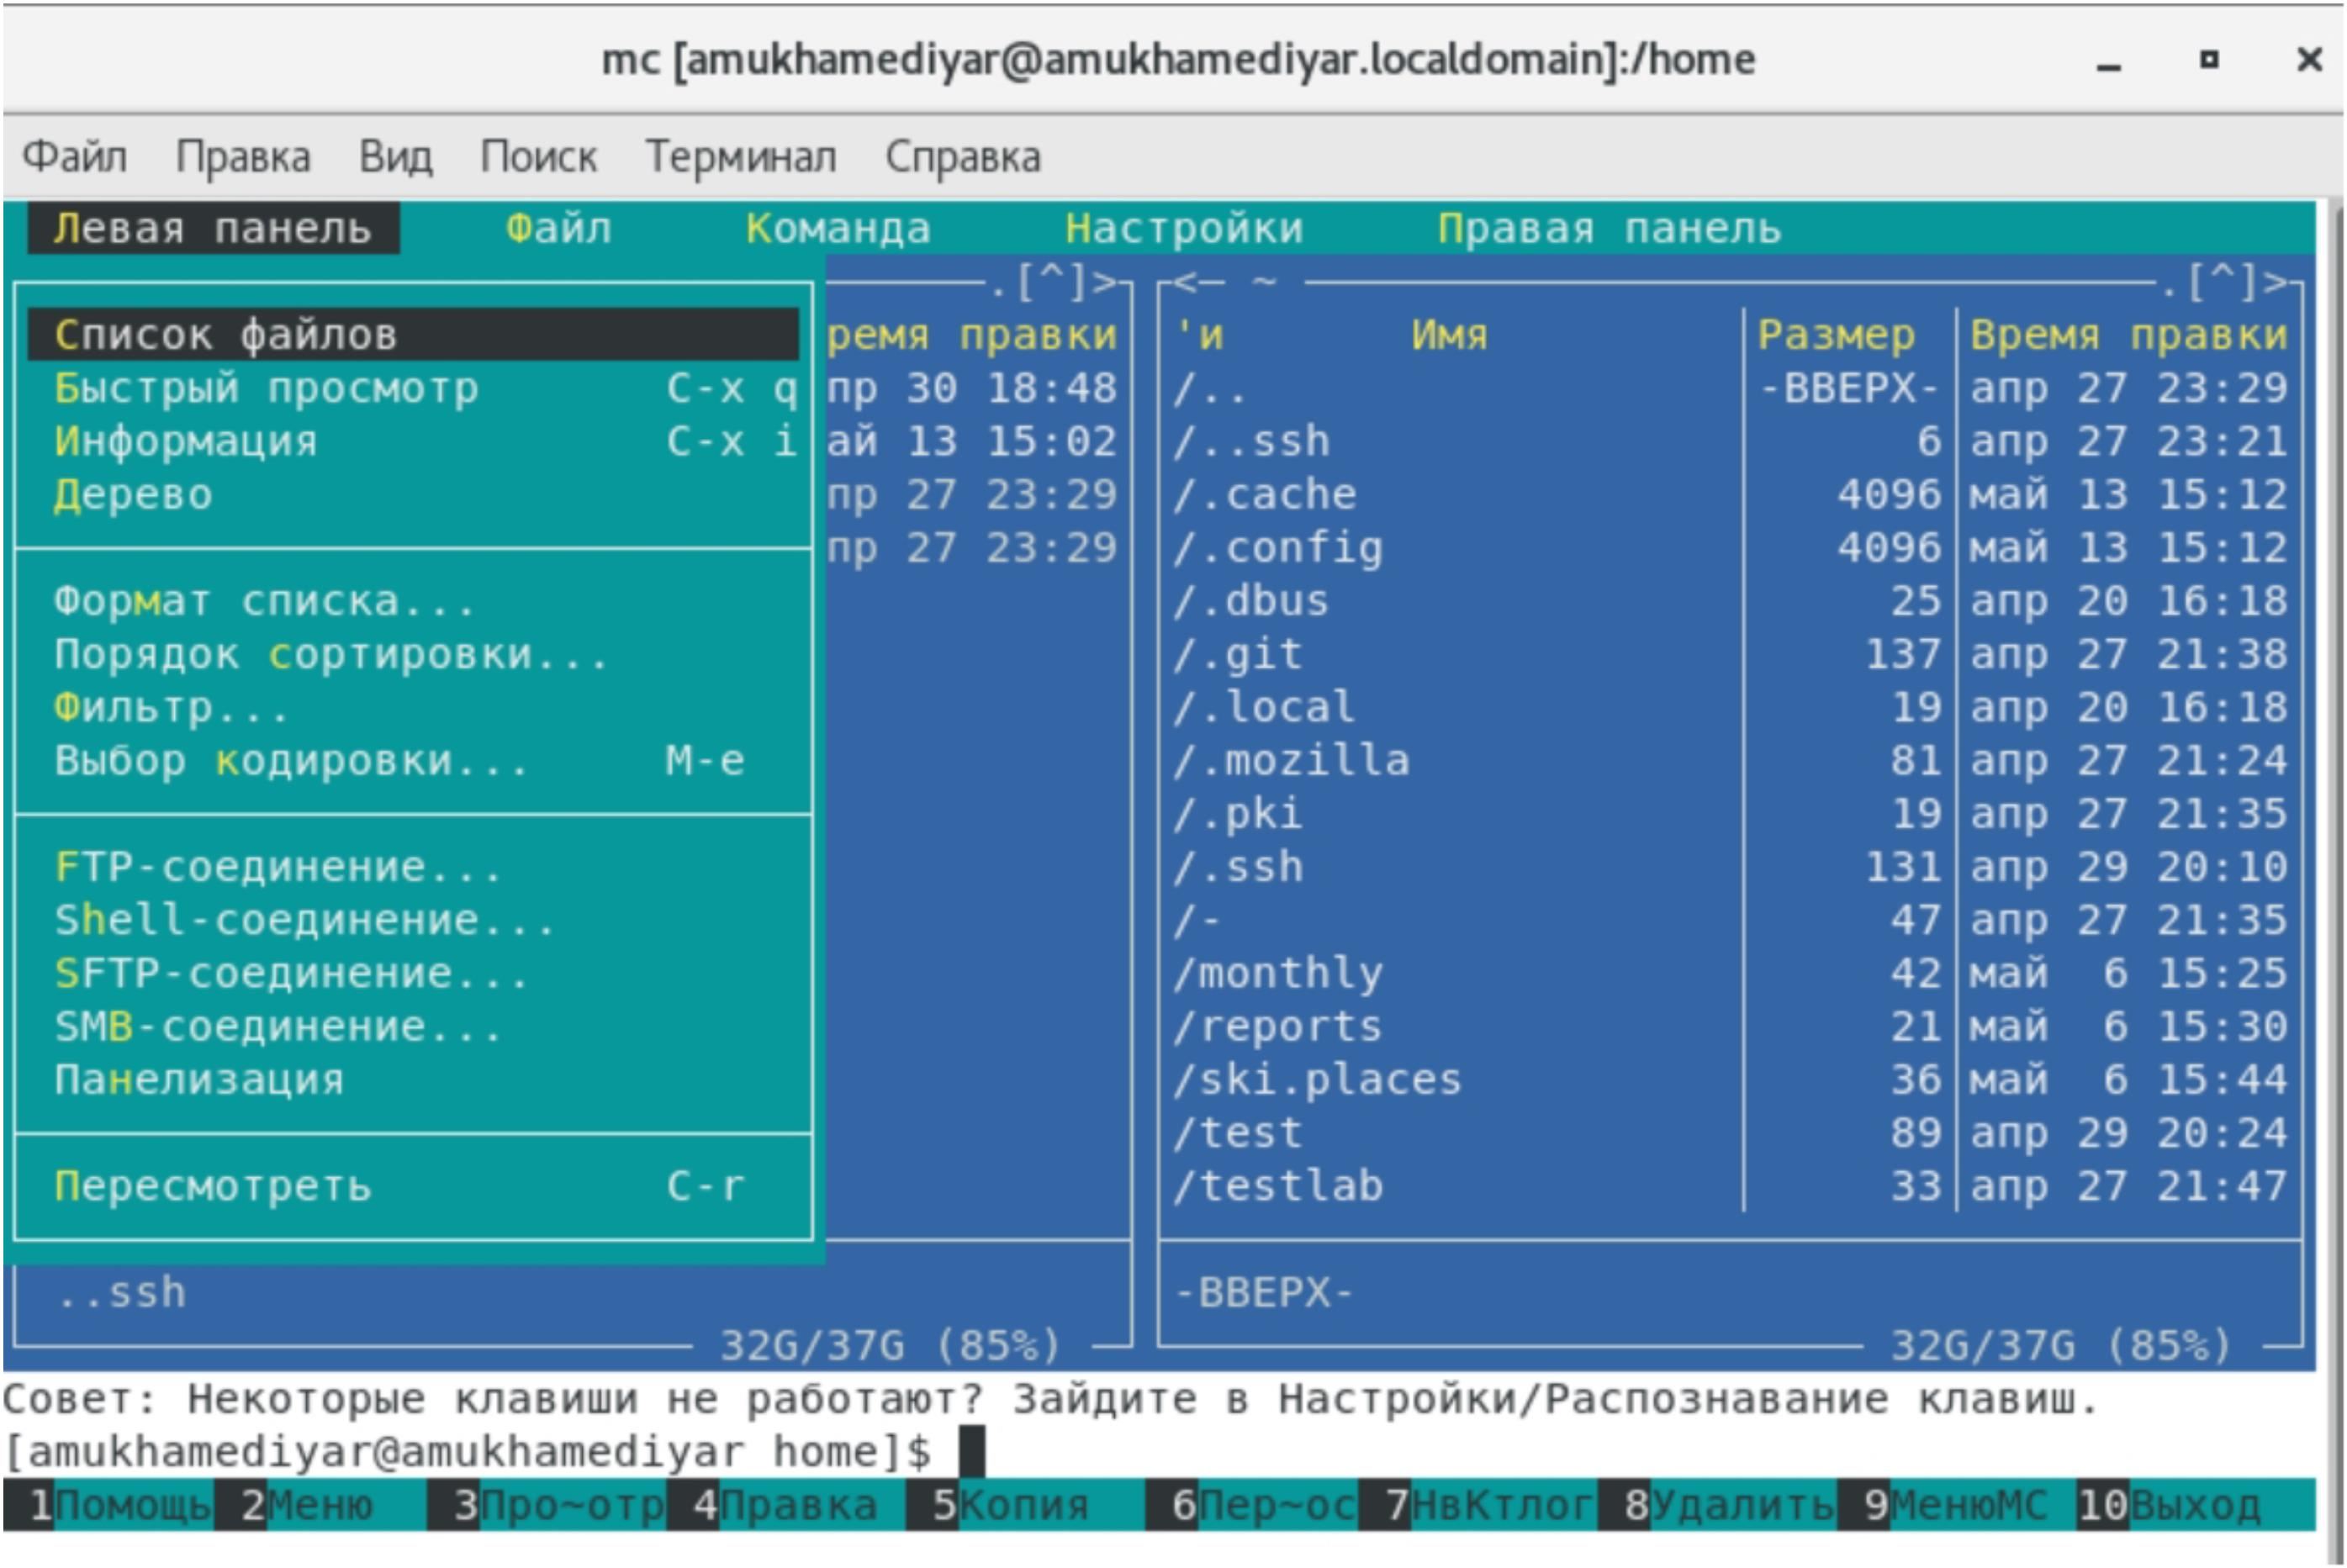 mc [amukhamediyar@amukhamediyar.localdomain]:/home
Файл Правка Вид Поиск Терминал Справка
Левая панель Файл Команда Настройки Правая панель
.[^]> <— ~ .[^]>
Список файлов ремя правки 'и Имя Размер Время правки
Быстрый просмотр C-x q пр 30 18:48 /.. -ВВЕРХ- апр 27 23:29
Информация C-x i ай 13 15:02 /..ssh 6 апр 27 23:21
Дерево пр 27 23:29 /.cache 4096 май 13 15:12
пр 27 23:29 /.config 4096 май 13 15:12
Формат списка... /.dbus 25 апр 20 16:18
Порядок сортировки... /.git 137 апр 27 21:38
Фильтр... /.local 19 апр 20 16:18
Выбор кодировки... M-e /.mozilla 81 апр 27 21:24
/.pki 19 апр 27 21:35
FTP-соединение... /.ssh 131 апр 29 20:10
Shell-соединение... /- 47 апр 27 21:35
SFTP-соединение... /monthly 42 май 6 15:25
SMB-соединение... /reports 21 май 6 15:30
Панелизация /ski.places 36 май 6 15:44
/test 89 апр 29 20:24
Пересмотреть C-r /testlab 33 апр 27 21:47
..ssh -ВВЕРХ-
32G/37G (85%) 32G/37G (85%)
Совет: Некоторые клавиши не работают? Зайдите в Настройки/Распознавание клавиш.
[amukhamediyar@amukhamediyar home]$
1Помощь 2Меню 3Про~отр 4Правка 5Копия 6Пер~ос 7НвКтлог 8Удалить 9МенюMC 10Выход